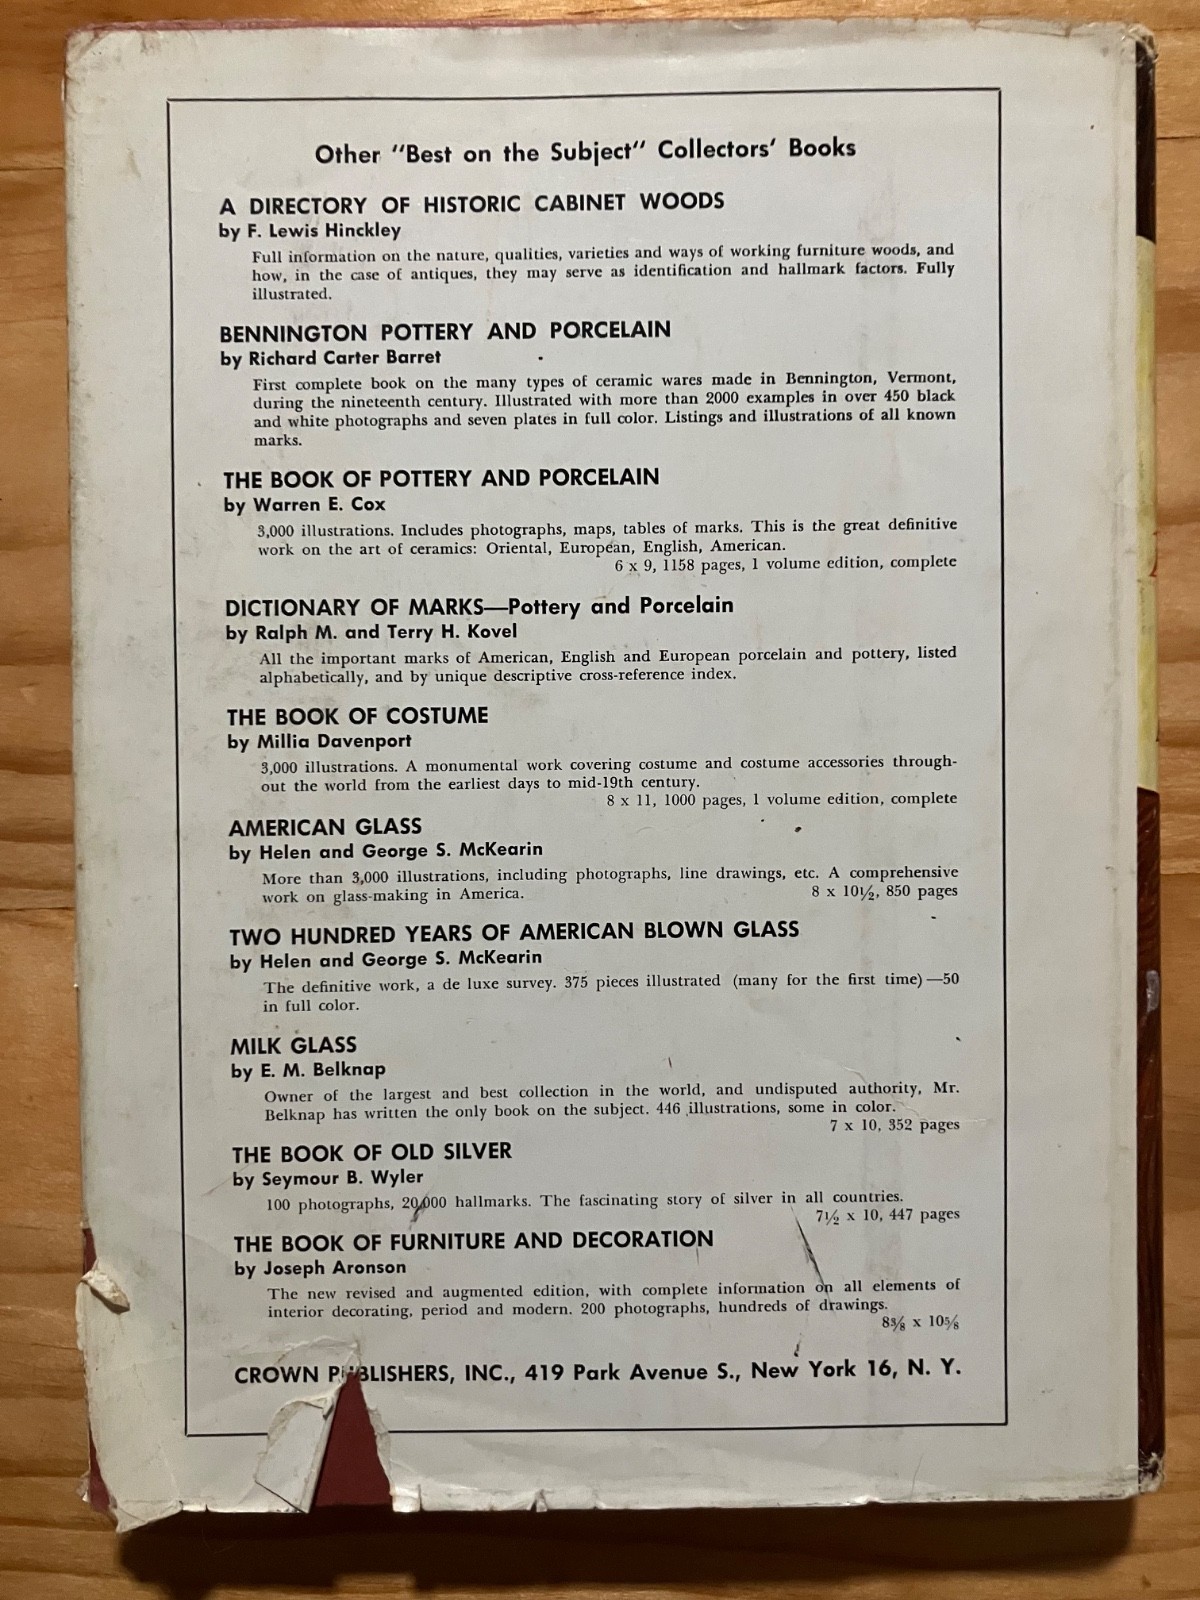 Other "Best on the Subject" Collectors' Books
A DIRECTORY OF HISTORIC CABINET WOODS
by F. Lewis Hinckley
Full information on the nature, qualities, varieties and ways of working furniture woods, and
how, in the case of antiques, they may serve as identification and hallmark factors. Fully
illustrated.
BENNINGTON POTTERY AND PORCELAIN
by Richard Carter Barret
First complete book on the many types of ceramic wares made in Bennington, Vermont,
during the nineteenth century. Illustrated with more than 2000 examples in over 450 black
and white photographs and seven plates in full color. Listings and illustrations of all known
marks.
THE BOOK OF POTTERY AND PORCELAIN
by Warren E. Cox
3,000 illustrations. Includes photographs, maps, tables of marks. This is the great definitive
work on the art of ceramics: Oriental, European, English, American.
6 x 9, 1158 pages, 1 volume edition, complete
DICTIONARY OF MARKS—Pottery and Porcelain
by Ralph M. and Terry H. Kovel
All the important marks of American, English and European porcelain and pottery, listed
alphabetically, and by unique descriptive cross-reference index.
THE BOOK OF COSTUME
by Millia Davenport
3,000 illustrations. A monumental work covering costume and costume accessories through-
out the world from the earliest days to mid-19th century.
8 x 11, 1000 pages, 1 volume edition, complete
AMERICAN GLASS
by Helen and George S. McKearin
More than 3,000 illustrations, including photographs, line drawings, etc. A comprehensive
work on glass-making in America. 8 x 10½, 850 pages
TWO HUNDRED YEARS OF AMERICAN BLOWN GLASS
by Helen and George S. McKearin
The definitive work, a de luxe survey. 375 pieces illustrated (many for the first time)—50
in full color.
MILK GLASS
by E. M. Belknap
Owner of the largest and best collection in the world, and undisputed authority, Mr.
Belknap has written the only book on the subject. 446 illustrations, some in color.
7 x 10, 352 pages
THE BOOK OF OLD SILVER
by Seymour B. Wyler
100 photographs, 20,000 hallmarks. The fascinating story of silver in all countries.
7½ x 10, 447 pages
THE BOOK OF FURNITURE AND DECORATION
by Joseph Aronson
The new revised and augmented edition, with complete information on all elements of
interior decorating, period and modern. 200 photographs, hundreds of drawings.
8⅜ x 10⅝
CROWN PUBLISHERS, INC., 419 Park Avenue S., New York 16, N. Y.